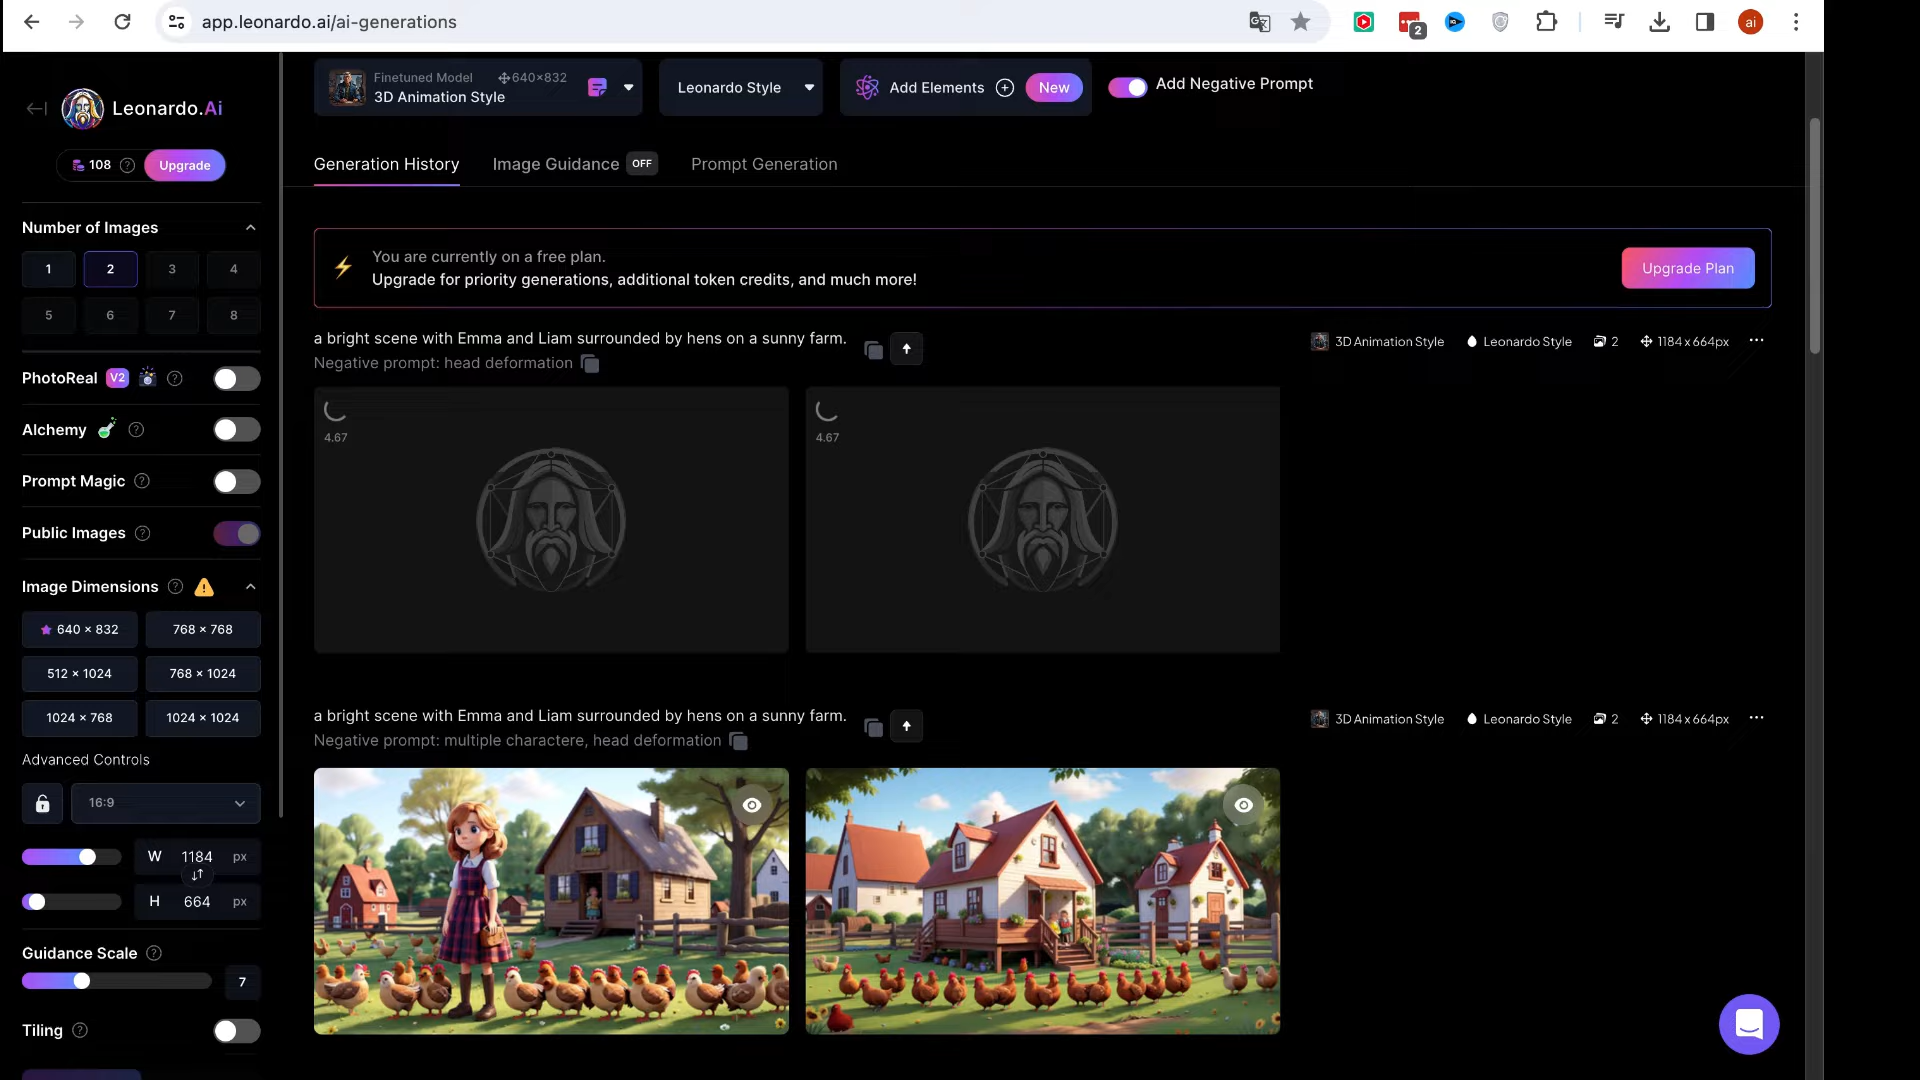 app.leonardo.ai/ai-generations
2
ai
Leonardo.Ai
108
Upgrade
Number of Images
1
2
3
4
5
6
7
8
PhotoReal V2
Alchemy
Prompt Magic
Public Images
Image Dimensions
640 × 832
768 × 768
512 × 1024
768 × 1024
1024 × 768
1024 × 1024
Advanced Controls
16:9
W 1184 px
H 664 px
Guidance Scale
7
Tiling
Finetuned Model 640×832
3D Animation Style
Leonardo Style
Add Elements
New
Add Negative Prompt
Generation History
Image Guidance OFF
Prompt Generation
You are currently on a free plan.
Upgrade for priority generations, additional token credits, and much more!
Upgrade Plan
a bright scene with Emma and Liam surrounded by hens on a sunny farm.
Negative prompt: head deformation
3D Animation Style Leonardo Style 2 1184 x 664px
4.67
4.67
a bright scene with Emma and Liam surrounded by hens on a sunny farm.
Negative prompt: multiple charactere, head deformation
3D Animation Style Leonardo Style 2 1184 x 664px